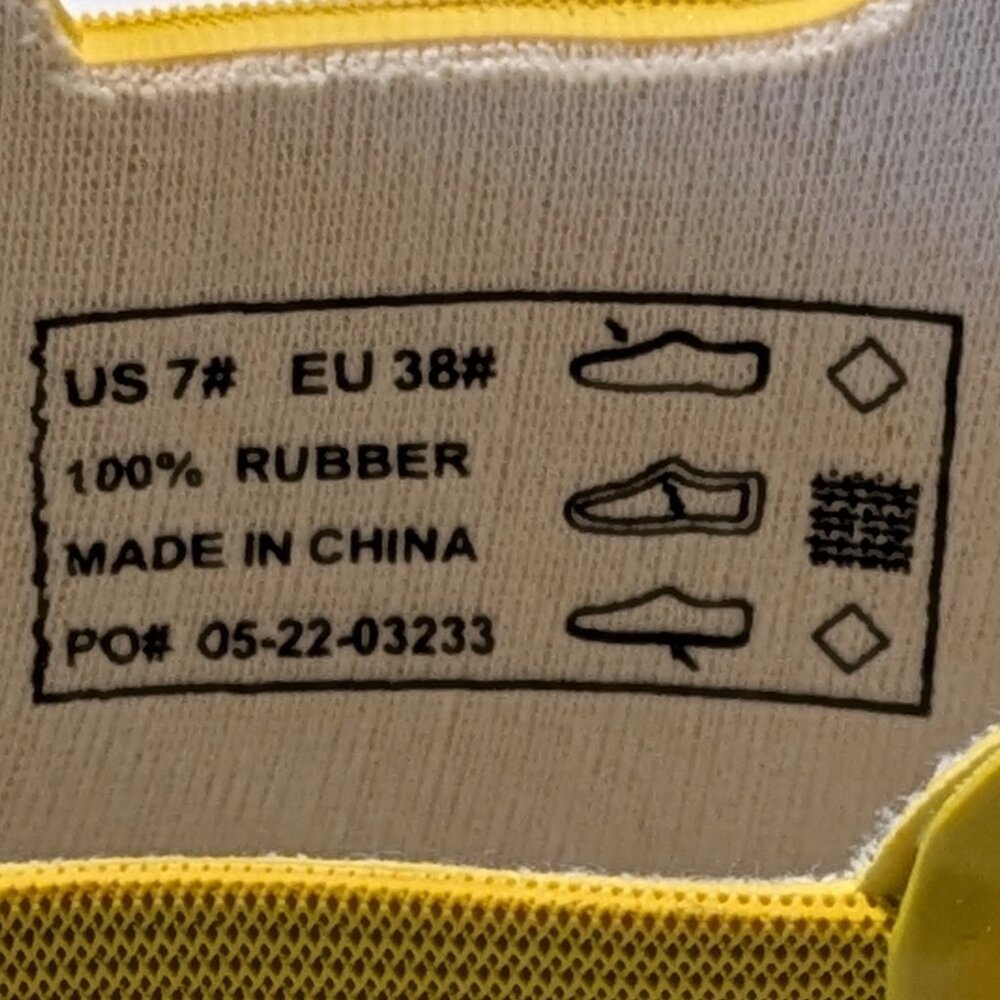 US 7# EU 38#
100% RUBBER
MADE IN CHINA
PO# 05-22-03233